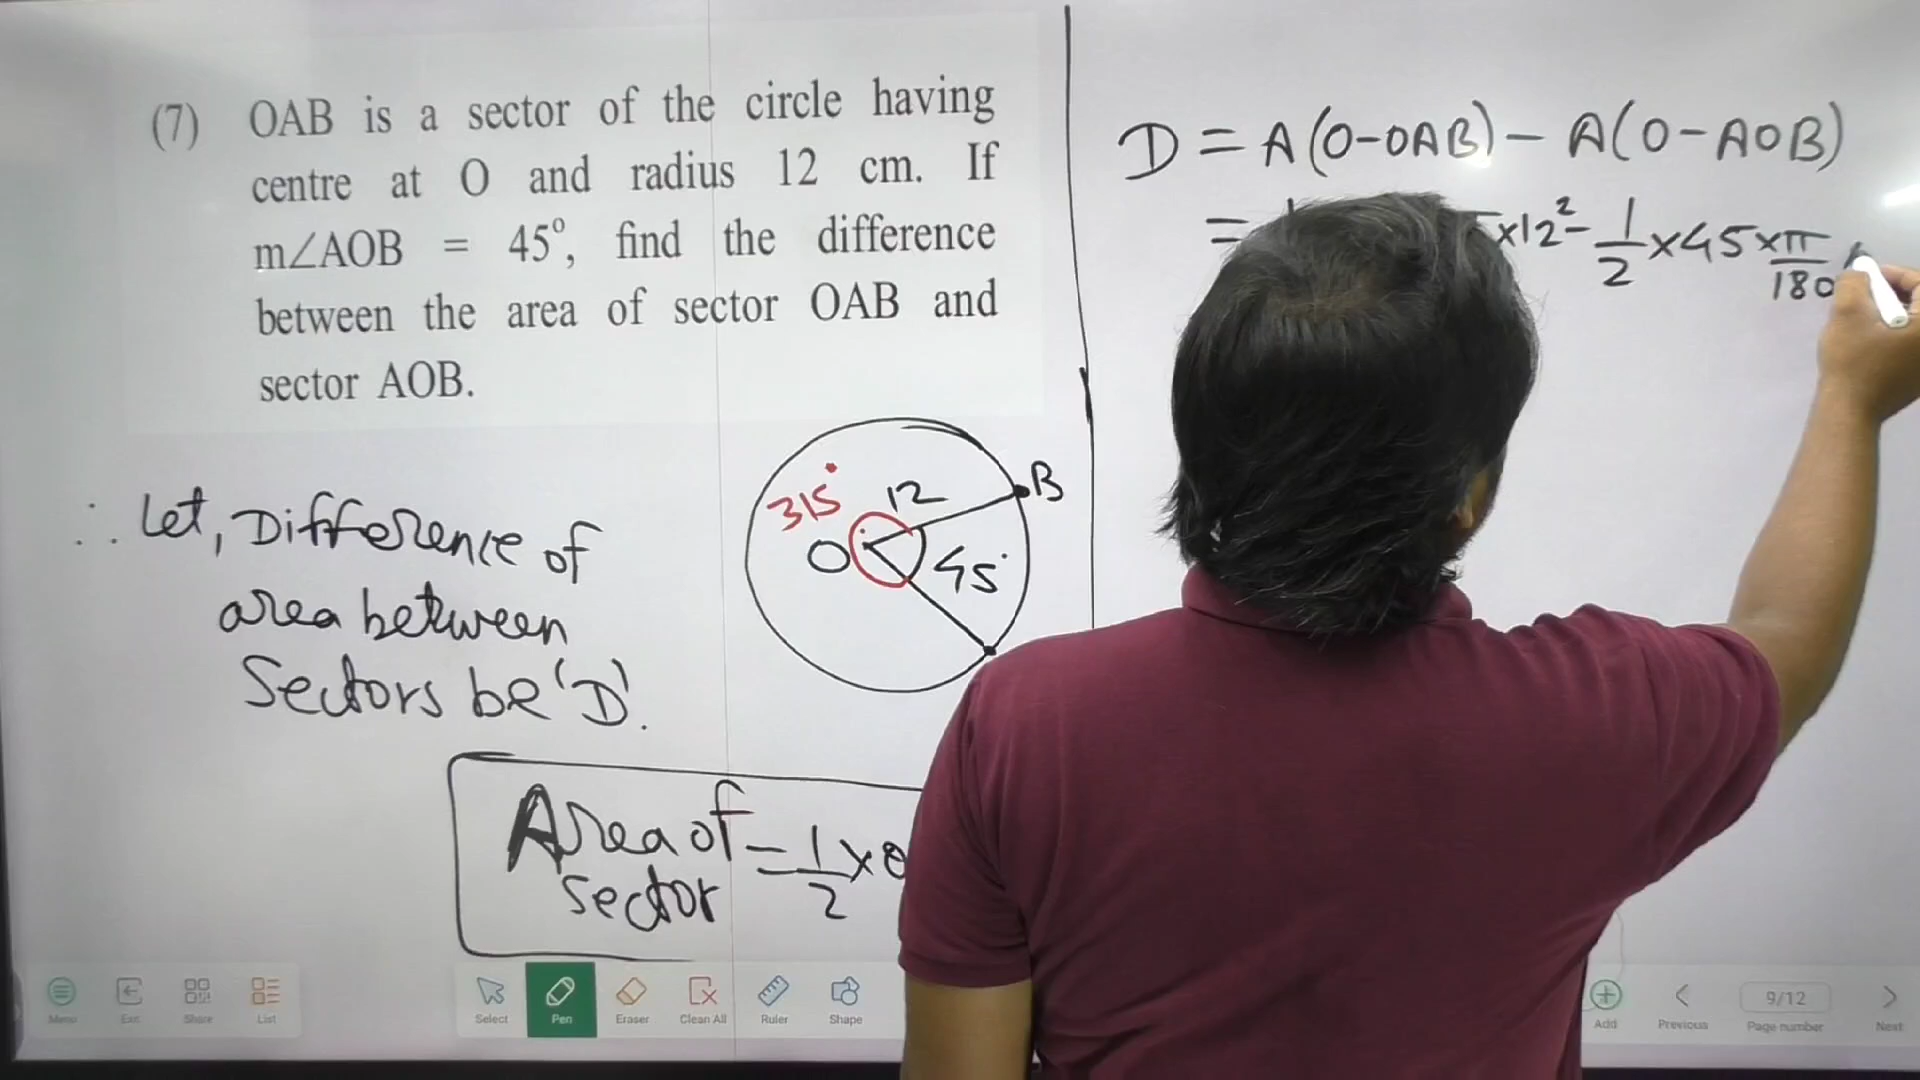 (7) OAB is a sector of the circle having
centre at O and radius 12 cm. If
m∠AOB = 45°, find the difference
between the area of sector OAB and
sector AOB.
∴ Let, Difference of
area between
Sectors be 'D'.
315°
12
B
O
45°
Area of
sector
= 1/2 ×
D = A(O-OAB) - A(O-AOB)
= ×12² - 1/2 × 45 × π/180
Menu
Exit
Share
List
Select
Pen
Eraser
Clean All
Ruler
Shape
Add
Previous
9/12
Page number
Next